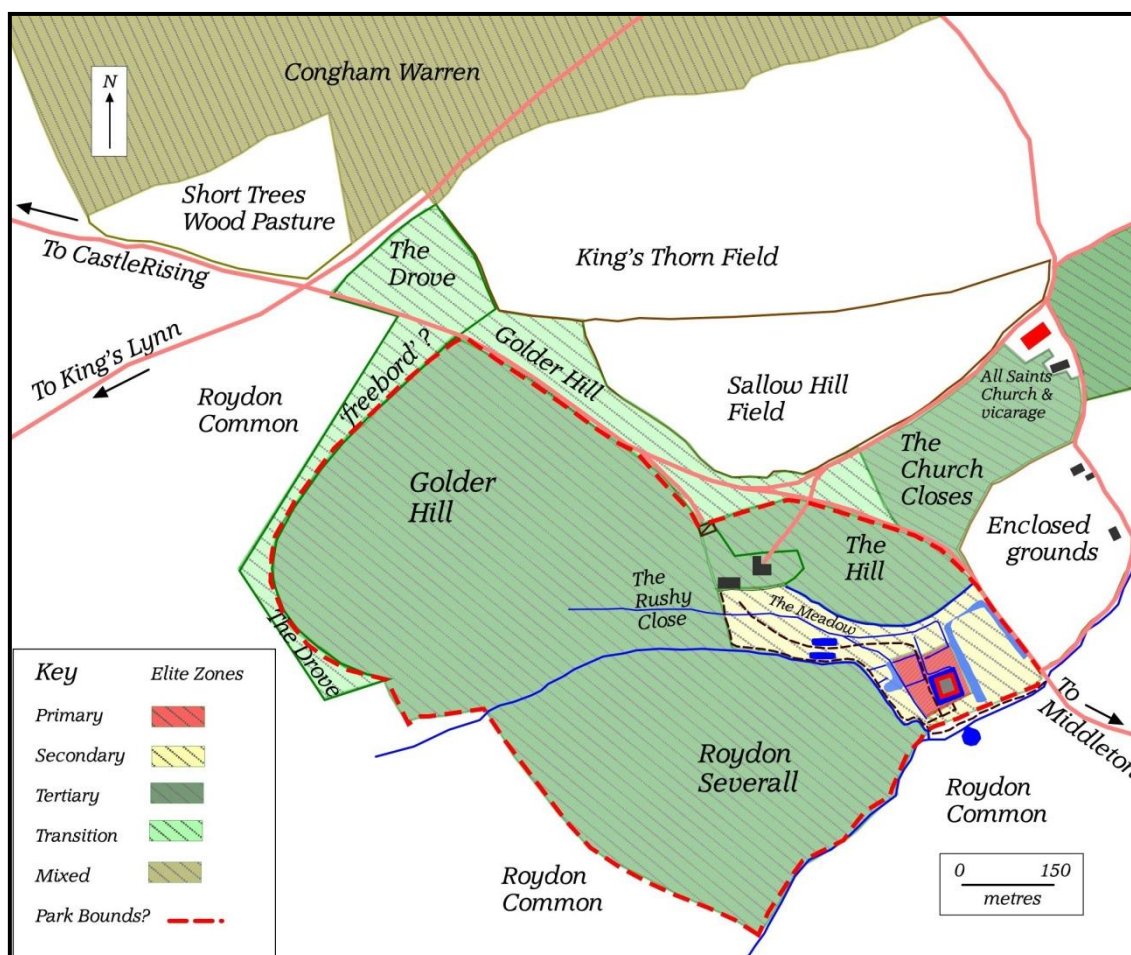 Congham Warren
N
Short Trees
Wood Pasture
To CastleRising
The
Drove
King's Thorn Field
To King's Lynn
'freebord' ?
Golder Hill
Sallow Hill
Field
All Saints
Church &
vicarage
Roydon
Common
Golder
Hill
The
Church
Closes
Enclosed
grounds
The
Hill
The
Rushy
Close
The Meadow
The Drove
To
Middleton
Roydon
Severall
Roydon
Common
Roydon
Common
Key Elite Zones
Primary
Secondary
Tertiary
Transition
Mixed
Park Bounds?
0 150
metres